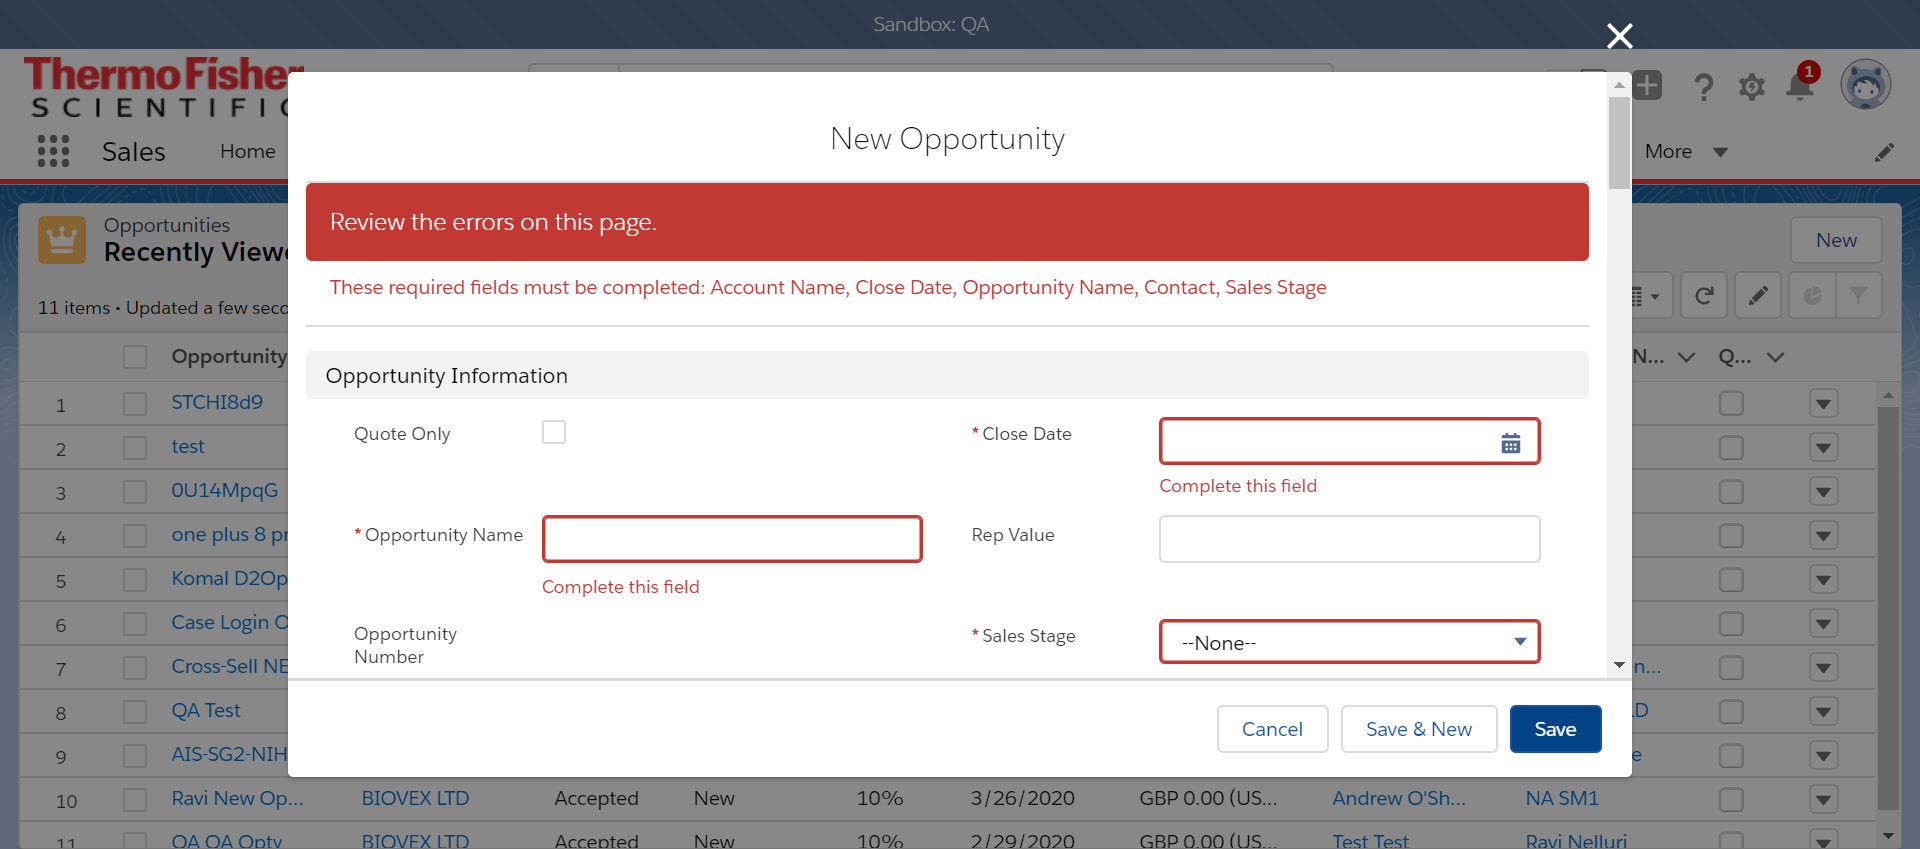 Sandbox: QA
ThermoFisher
SCIENTIFIC
1
Sales
Home
More
New Opportunity
Review the errors on this page.
These required fields must be completed: Account Name, Close Date, Opportunity Name, Contact, Sales Stage
Opportunity Information
Quote Only
* Close Date
Complete this field
* Opportunity Name
Complete this field
Rep Value
Opportunity
Number
* Sales Stage
--None--
Cancel
Save & New
Save
Opportunities
Recently
New
11 items • Updated a few
Opportunity
N...
Q...
1 STCHI8d9
2 test
3 0U14MpqG
4 one plus 8
5 Komal
6 Case Login
7 Cross-Sell
n...
8 QA Test
9 AIS-SG2-NIH
10 Ravi New Op... BIOVEX LTD Accepted New 10% 3/26/2020 GBP 0.00 (US... Andrew O'Sh... NA SM1
11 QA QA Opty BIOVEX LTD Accepted New 10% 2/29/2020 GBP 0.00 (US... Test Test Ravi Nelluri